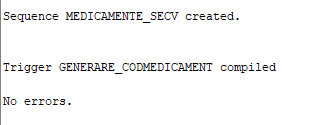 Sequence MEDICAMENTE_SECV created.
Trigger GENERARE_CODMEDICAMENT compiled
No errors.